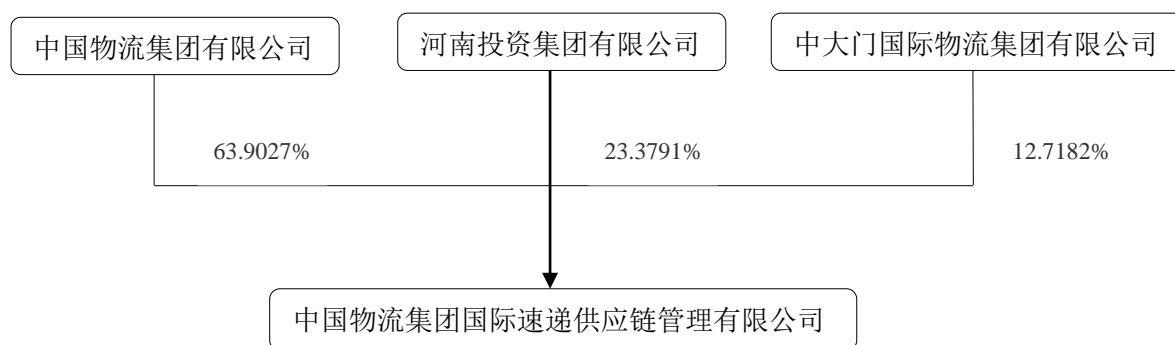 中国物流集团有限公司
河南投资集团有限公司
中大门国际物流集团有限公司
63.9027%
23.3791%
12.7182%
中国物流集团国际速递供应链管理有限公司